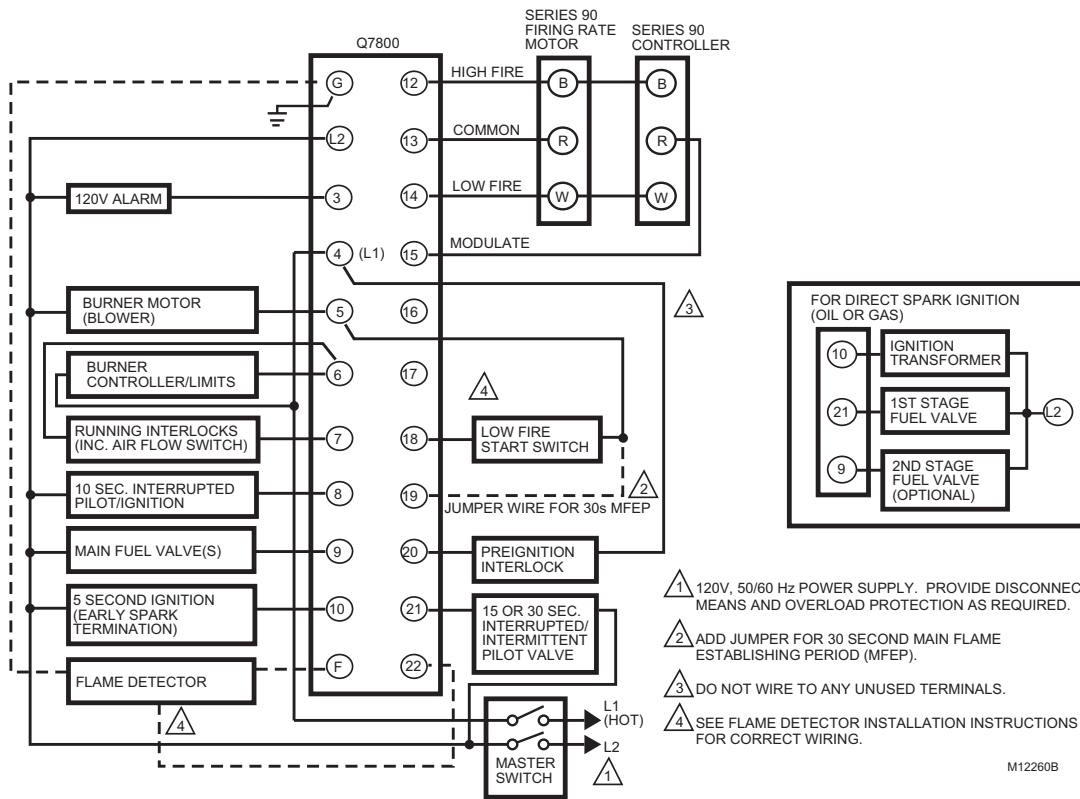 SERIES 90
FIRING RATE
MOTOR
SERIES 90
CONTROLLER
Q7800
G
12
HIGH FIRE
B
B
L2
13
COMMON
R
R
120V ALARM
3
14
LOW FIRE
W
W
4
(L1)
15
MODULATE
3
BURNER MOTOR
(BLOWER)
5
16
BURNER
CONTROLLER/LIMITS
6
17
4
RUNNING INTERLOCKS
(INC. AIR FLOW SWITCH)
7
18
LOW FIRE
START SWITCH
10 SEC. INTERRUPTED
PILOT/IGNITION
8
19
2
JUMPER WIRE FOR 30s MFEP
MAIN FUEL VALVE(S)
9
20
PREIGNITION
INTERLOCK
5 SECOND IGNITION
(EARLY SPARK
TERMINATION)
10
21
15 OR 30 SEC.
INTERRUPTED/
INTERMITTENT
PILOT VALVE
FLAME DETECTOR
F
22
4
L1
(HOT)
L2
MASTER
SWITCH
1
FOR DIRECT SPARK IGNITION
(OIL OR GAS)
10
IGNITION
TRANSFORMER
21
1ST STAGE
FUEL VALVE
L2
9
2ND STAGE
FUEL VALVE
(OPTIONAL)
1 120V, 50/60 Hz POWER SUPPLY. PROVIDE DISCONNEC
MEANS AND OVERLOAD PROTECTION AS REQUIRED.
2 ADD JUMPER FOR 30 SECOND MAIN FLAME
ESTABLISHING PERIOD (MFEP).
3 DO NOT WIRE TO ANY UNUSED TERMINALS.
4 SEE FLAME DETECTOR INSTALLATION INSTRUCTIONS
FOR CORRECT WIRING.
M12260B